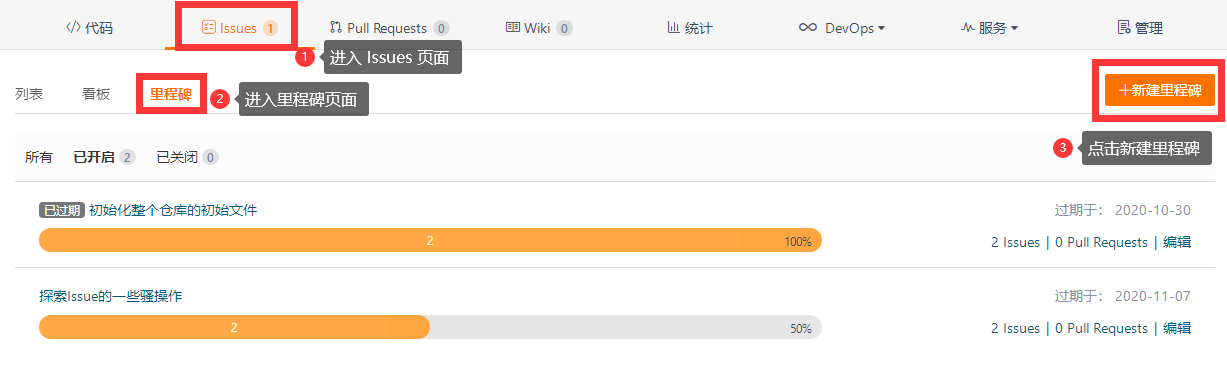 代码 Issues 1 Pull Requests 0 Wiki 0 统计 DevOps 服务 管理
1 进入 Issues 页面
列表 看板 里程碑 2 进入里程碑页面 +新建里程碑
3 点击新建里程碑
所有 已开启 2 已关闭 0
已过期 初始化整个仓库的初始文件 过期于： 2020-10-30
2 100% 2 Issues | 0 Pull Requests | 编辑
探索Issue的一些骚操作 过期于： 2020-11-07
2 50% 2 Issues | 0 Pull Requests | 编辑